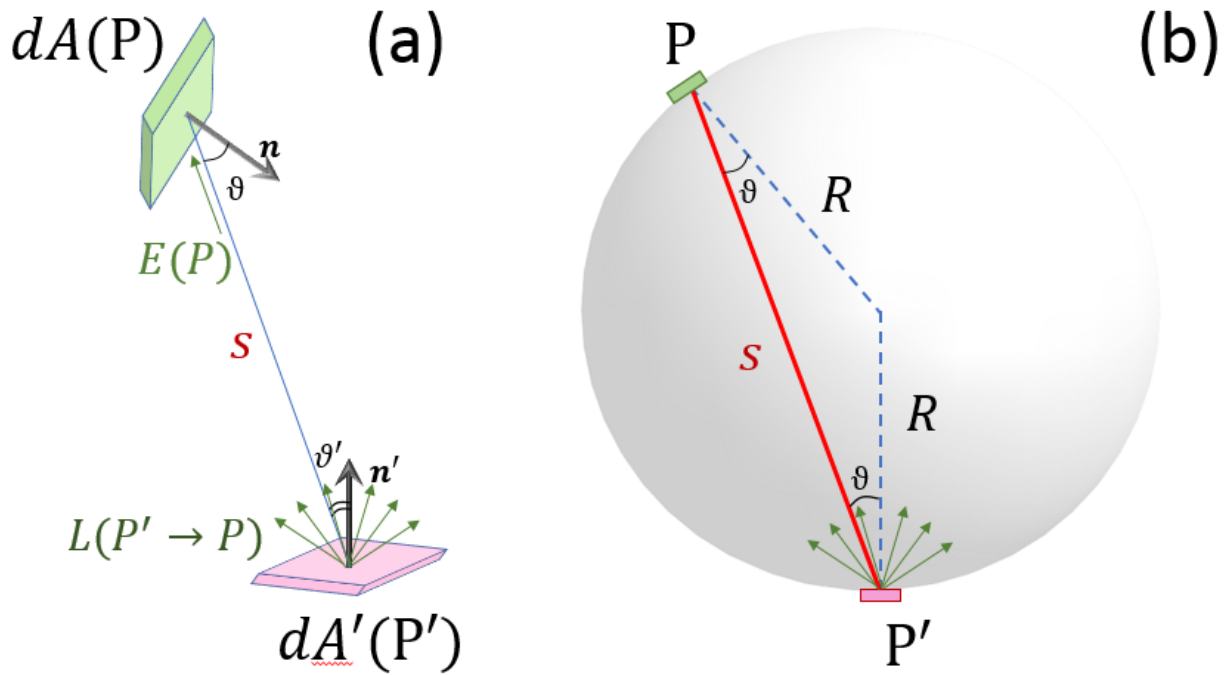 dA(P)
(a)
n
ϑ
E(P)
s
ϑ′
n′
L(P′ → P)
dA′(P′)
(b)
P
ϑ
R
s
R
ϑ
P′